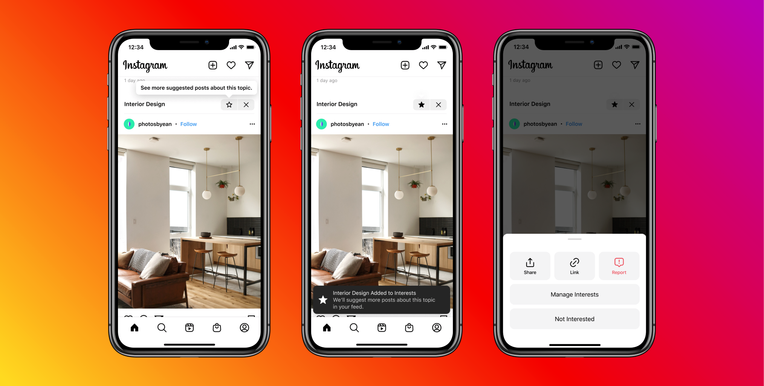 12:34
Instagram
1 day ago
See more suggested posts about this topic.
Interior Design
photosbyean • Follow
12:34
Instagram
1 day ago
Interior Design
photosbyean • Follow
Interior Design Added to Interests
We'll suggest more posts about this topic
in your feed.
12:34
Instagram
1 day ago
Interior Design
photosbyean • Follow
Share
Link
Report
Manage Interests
Not Interested